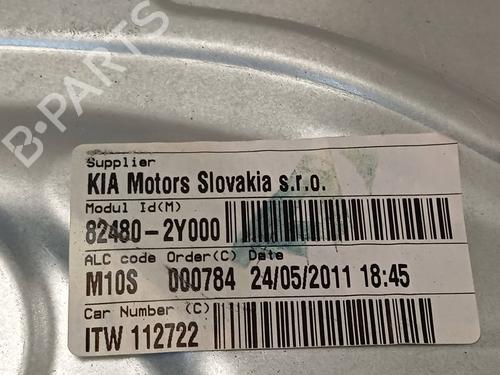 B-PARTS
Supplier
KIA Motors Slovakia s.r.o.
Modul Id(M)
82480-2Y000
ALC code Order(C) Date
M10S 000784 24/05/2011 18:45
Car Number (C)
ITW 112722